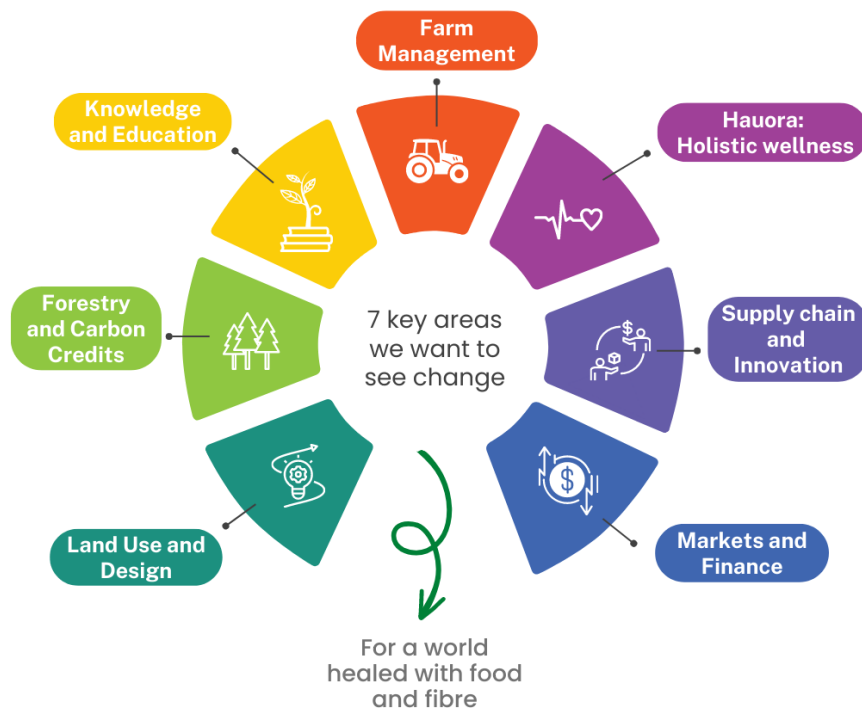 Farm
Management
Knowledge
and Education
Hauora:
Holistic wellness
Forestry
and Carbon
Credits
7 key areas
we want to
see change
Supply chain
and
Innovation
$
$
Land Use and
Design
Markets and
Finance
For a world
healed with food
and fibre